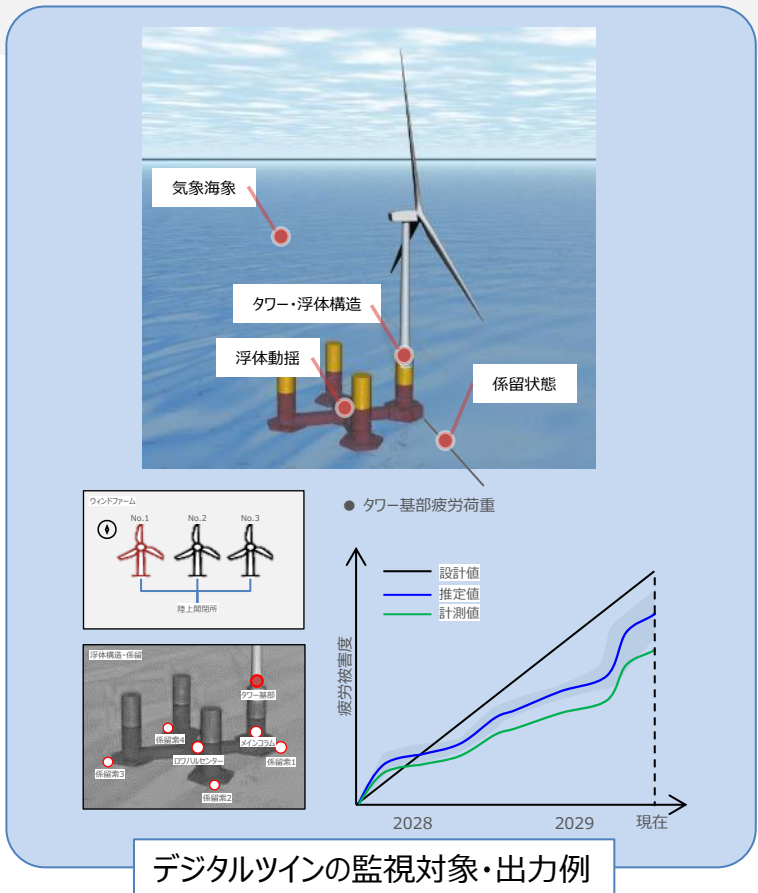 気象海象
タワー・浮体構造
浮体動揺
係留状態
ウィンドファーム
No.1
No.2
No.3
陸上開閉所
浮体構造・係留
タワー基部
メインコラム
係留索4
ロワハルセンター
係留索1
係留索3
係留索2
● タワー基部疲労荷重
設計値
推定値
計測値
疲労被害度
2028
2029
現在
デジタルツインの監視対象・出力例